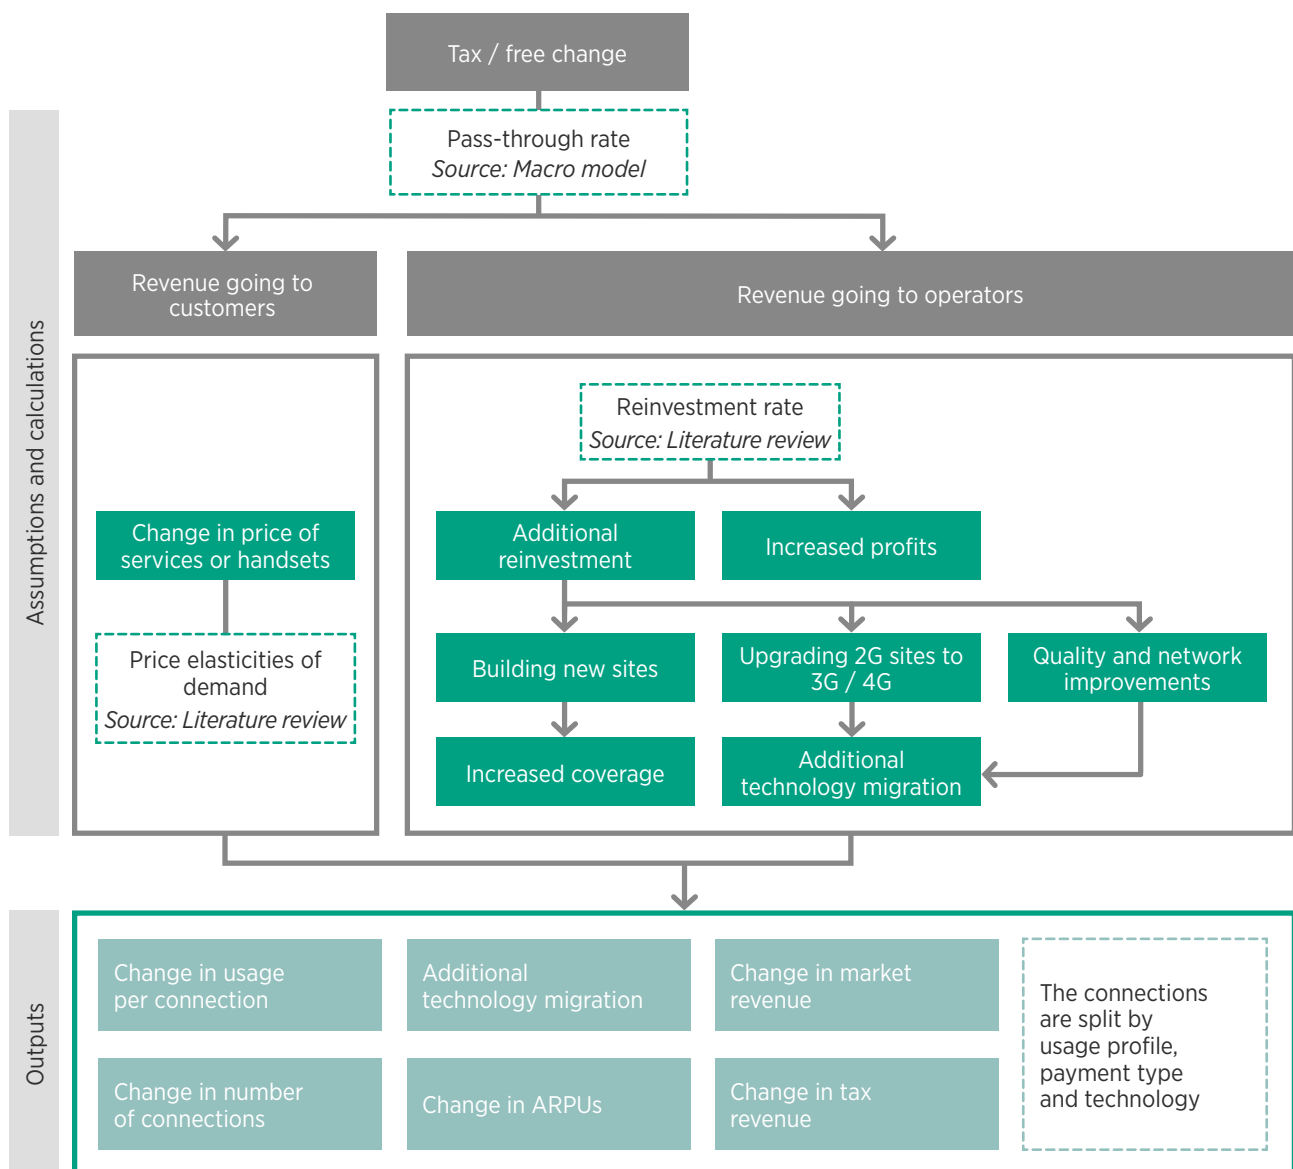 Tax / free change
Pass-through rate
Source: Macro model
Assumptions and calculations
Revenue going to
customers
Revenue going to operators
Reinvestment rate
Source: Literature review
Change in price of
services or handsets
Additional
reinvestment
Increased profits
Price elasticities of
demand
Source: Literature review
Building new sites
Upgrading 2G sites to
3G / 4G
Quality and network
improvements
Increased coverage
Additional
technology migration
Outputs
Change in usage
per connection
Additional
technology migration
Change in market
revenue
The connections
are split by
usage profile,
payment type
and technology
Change in number
of connections
Change in ARPUs
Change in tax
revenue